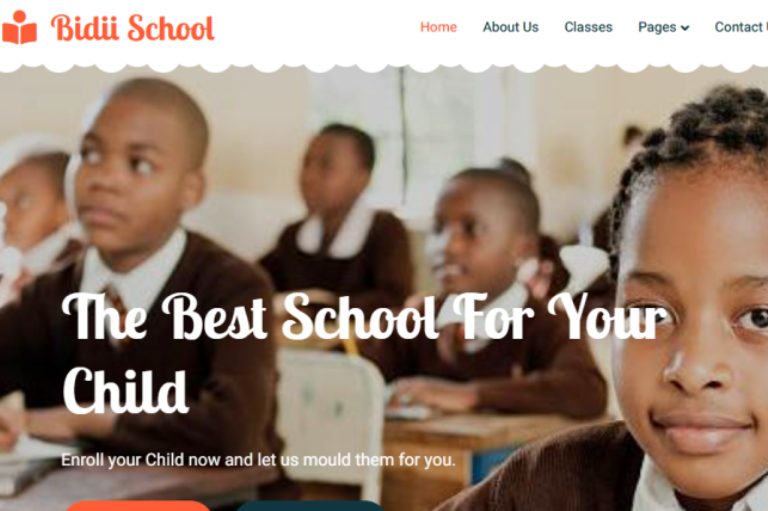 Bidii School
Home About Us Classes Pages Contact
The Best School For Your
Child
Enroll your Child now and let us mould them for you.